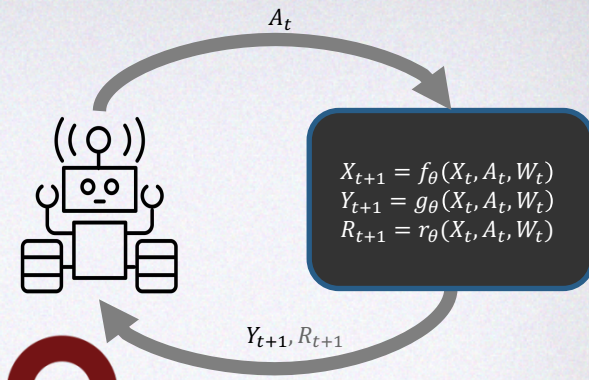 A_t
X_{t+1} = f_θ(X_t, A_t, W_t)
Y_{t+1} = g_θ(X_t, A_t, W_t)
R_{t+1} = r_θ(X_t, A_t, W_t)
Y_{t+1}, R_{t+1}